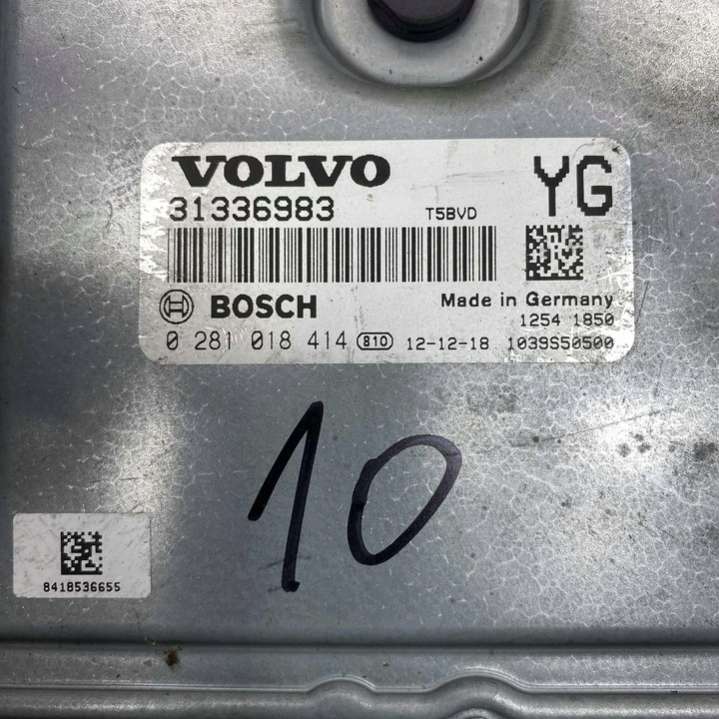 VOLVO
YG
31336983 T5BVD
BOSCH Made in Germany
1254 1850
0 281 018 414 810 12-12-18 1039S50500
10
8418536655